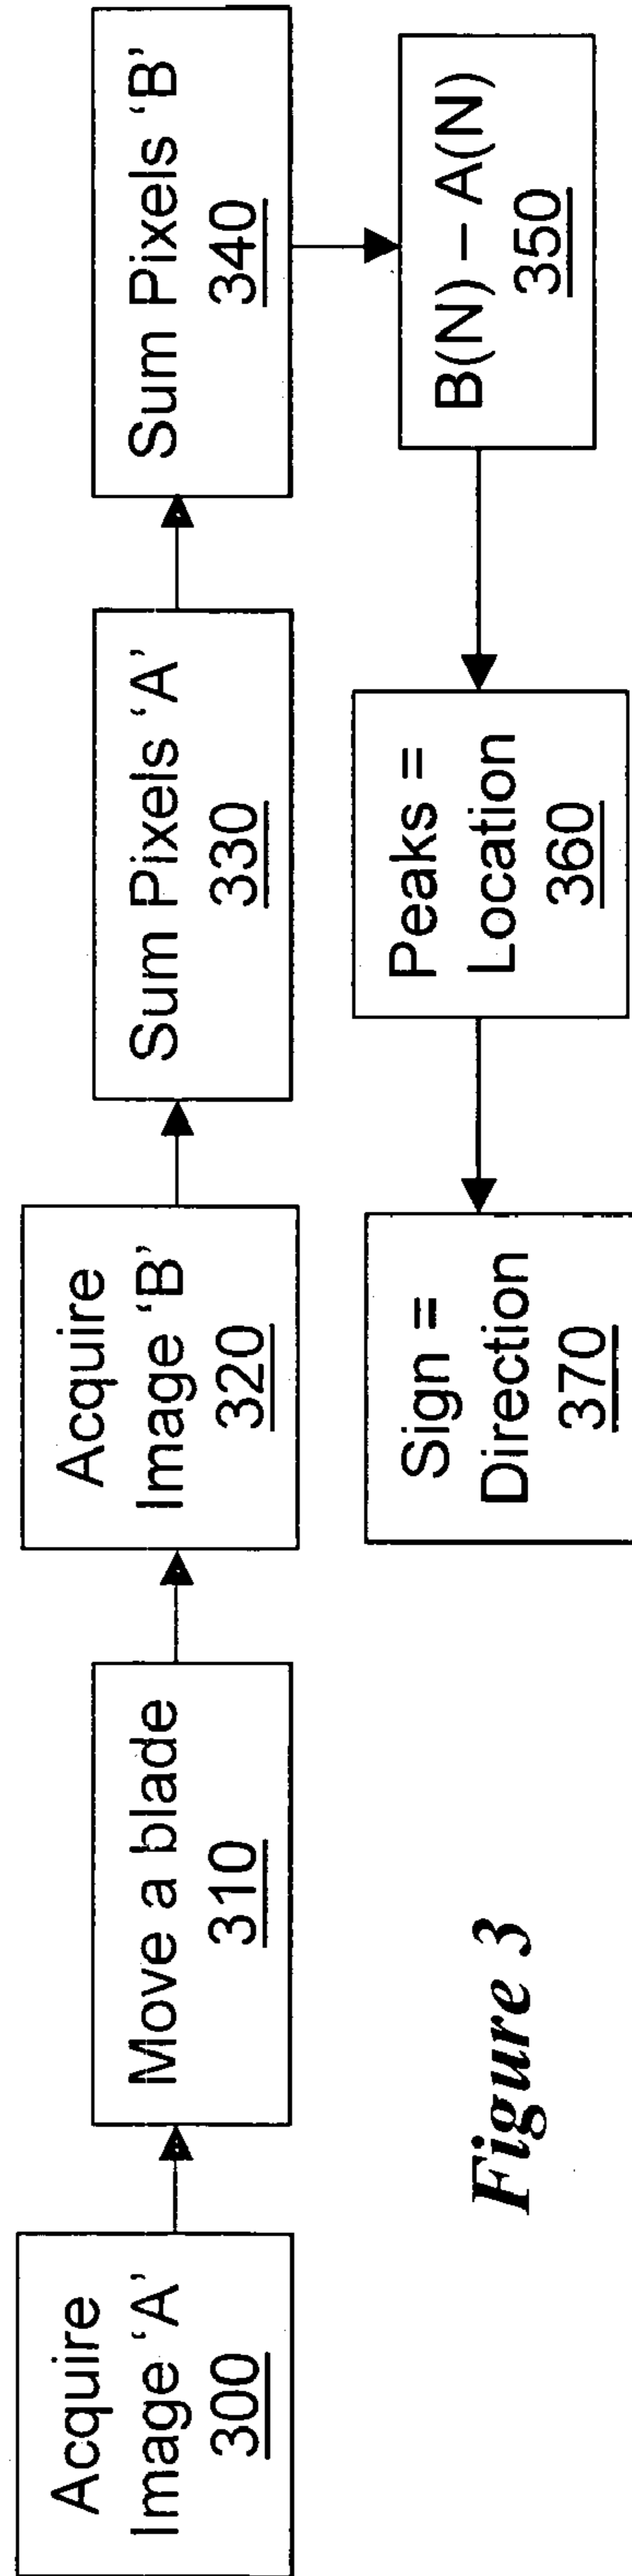 Acquire
Image ‘A’
300
Move a blade
310
Acquire
Image ‘B’
320
Sum Pixels ‘A’
330
Sum Pixels ‘B’
340
B(N) – A(N)
350
Peaks =
Location
360
Sign =
Direction
370
Figure 3